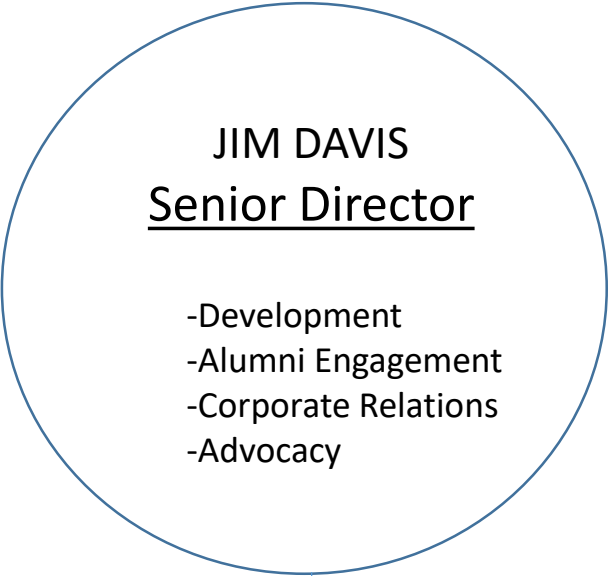 JIM DAVIS
Senior Director
-Development
-Alumni Engagement
-Corporate Relations
-Advocacy